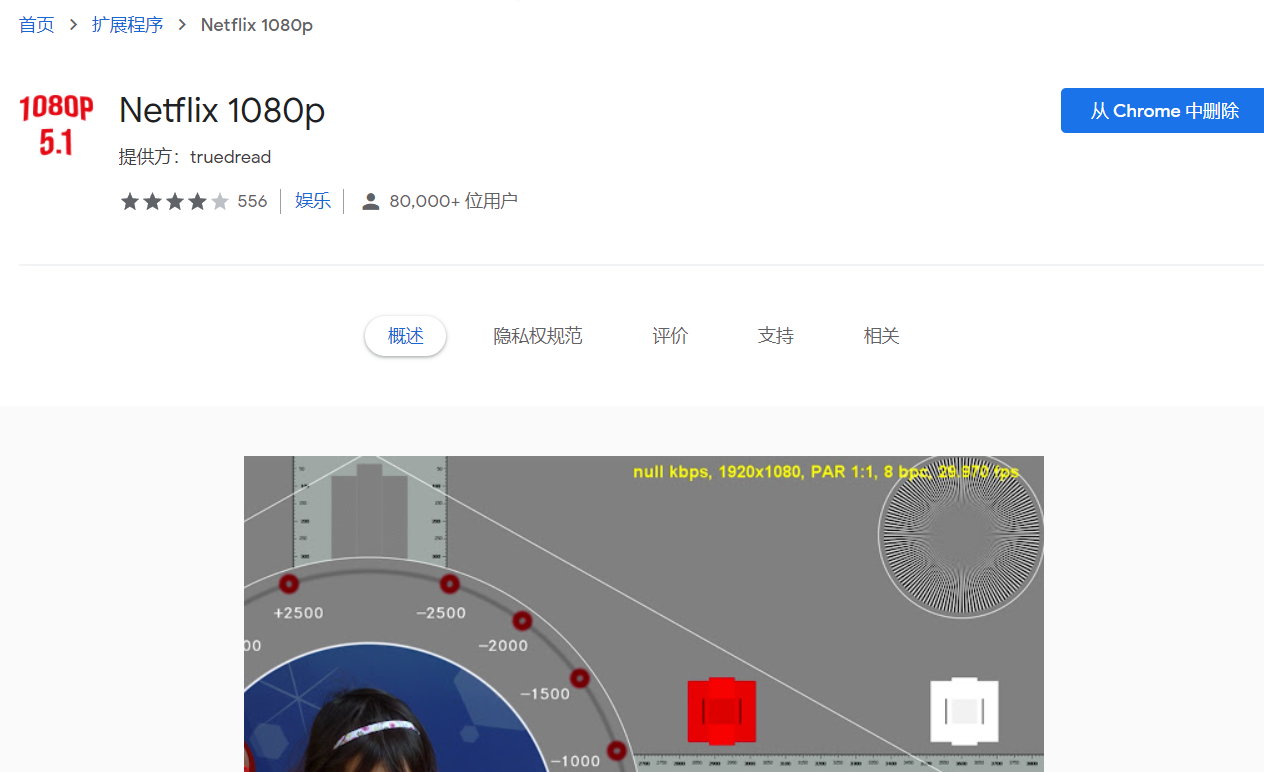 首页 > 扩展程序 > Netflix 1080p
1080P
5.1
Netflix 1080p
从 Chrome 中删除
提供方：truedread
556 娱乐 80,000+ 位用户
概述 隐私权规范 评价 支持 相关
null kbps, 1920x1080, PAR 1:1, 8 bpc, 29.970 fps
+2500 −2500
00 −2000
−1500
−1000